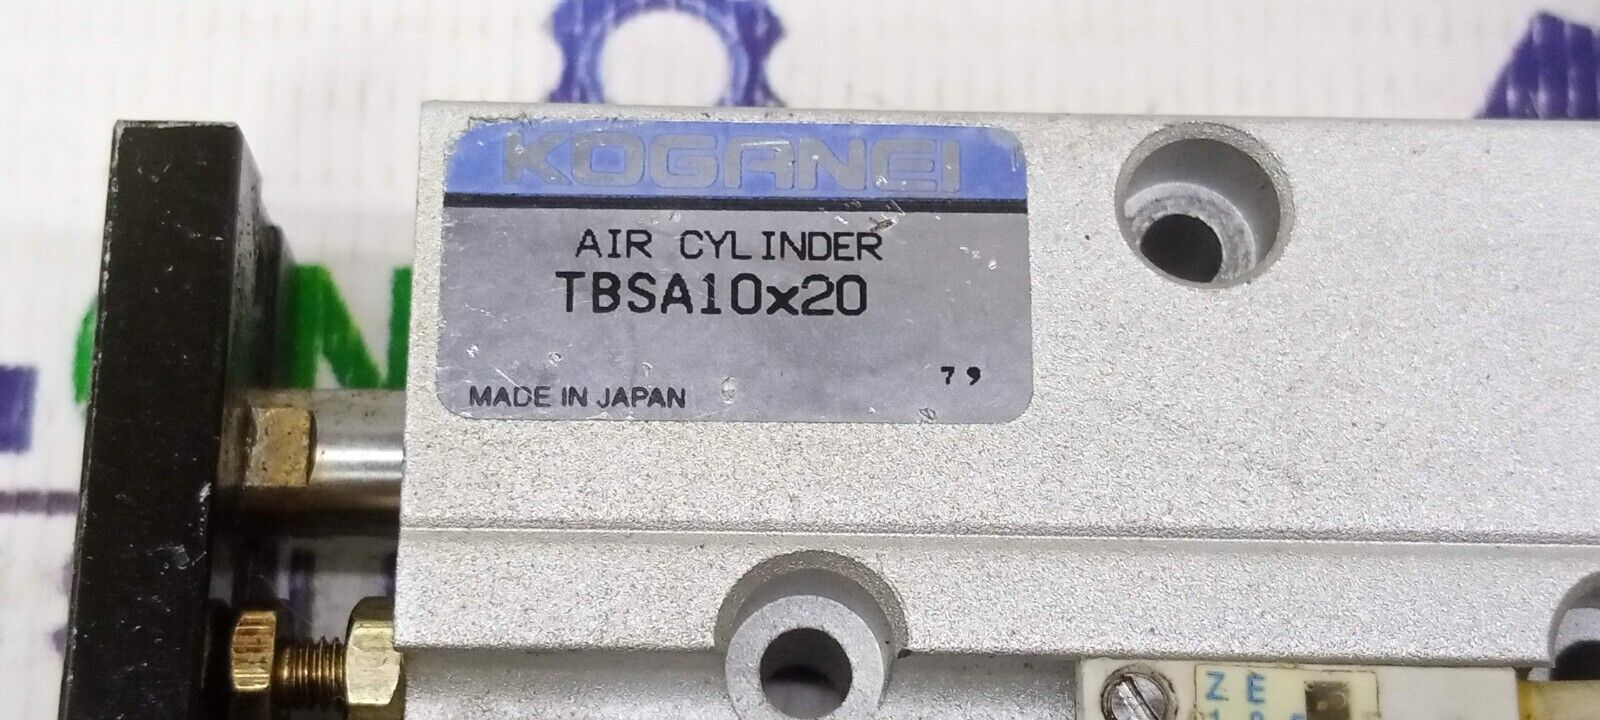 KOGANEI
AIR CYLINDER
TBSA10x20
79
MADE IN JAPAN
ZE